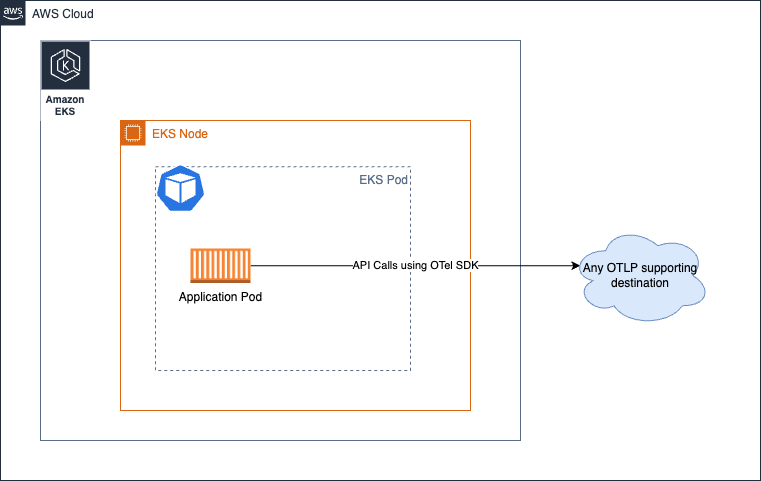 aws
AWS Cloud
Amazon
EKS
EKS Node
EKS Pod
API Calls using OTel SDK
Application Pod
Any OTLP supporting
destination